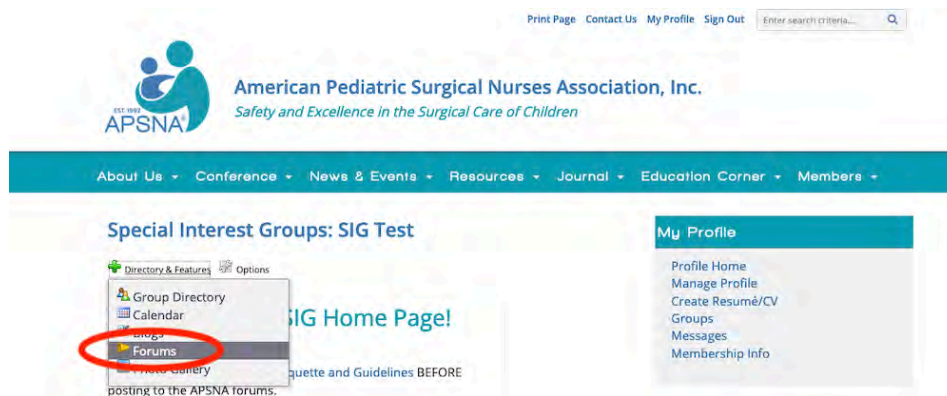 Print Page Contact Us My Profile Sign Out Enter search criteria...
EST 1992
APSNA
American Pediatric Surgical Nurses Association, Inc.
Safety and Excellence in the Surgical Care of Children
About Us Conference News & Events Resources Journal Education Corner Members
Special Interest Groups: SIG Test
Directory & Features Options
Group Directory
Calendar
Blogs
Forums
Photo Gallery
SIG Home Page!
quette and Guidelines BEFORE
posting to the APSNA forums.
My Profile
Profile Home
Manage Profile
Create Resumé/CV
Groups
Messages
Membership Info